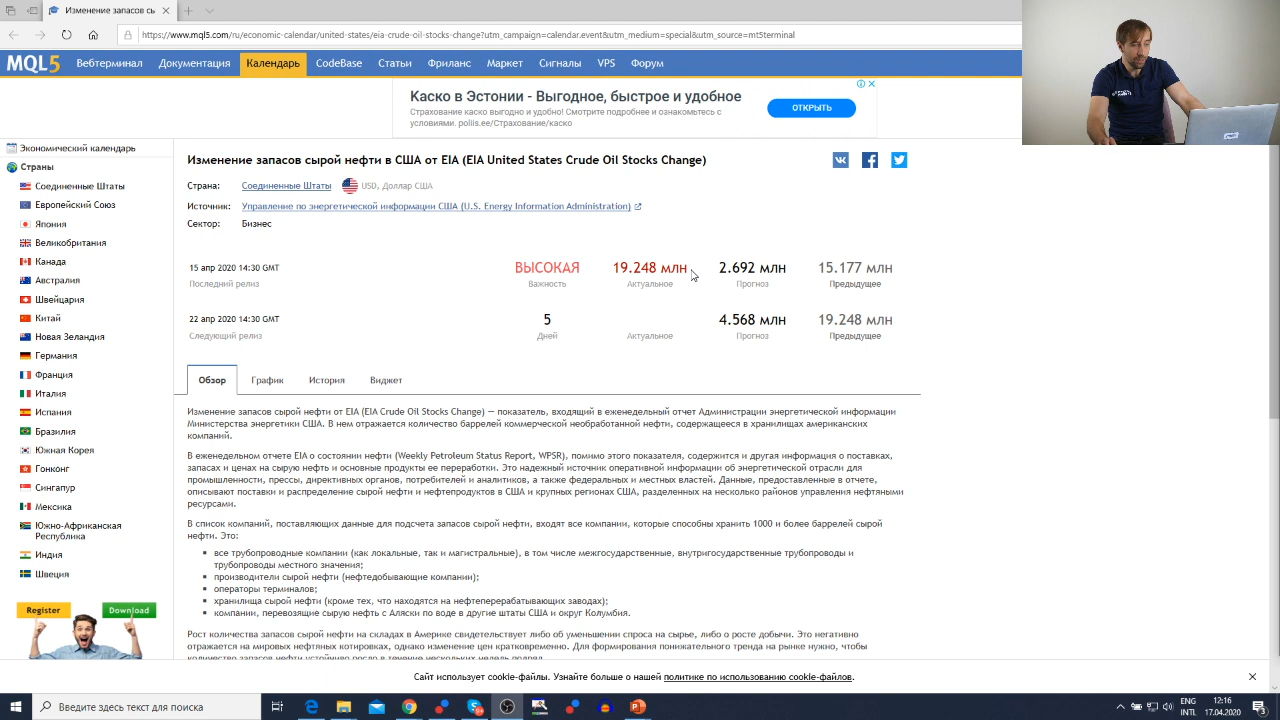 Изменение запасов сь
https://www.mql5.com/ru/economic-calendar/united-states/eia-crude-oil-stocks-change?utm_campaign=calendar.event&utm_medium=special&utm_source=mt5terminal
MQL5 Вебтерминал Документация Календарь CodeBase Статьи Фриланс Маркет Сигналы VPS Форум
Каско в Эстонии - Выгодное, быстрое и удобное
Страхование каско выгодно и удобно! Смотрите подробнее и ознакомьтесь с
условиями. poliis.ee/Страхование/каско
ОТКРЫТЬ
Экономический календарь
Страны
Соединенные Штаты
Европейский Союз
Япония
Великобритания
Канада
Австралия
Швейцария
Китай
Новая Зеландия
Германия
Франция
Италия
Испания
Бразилия
Южная Корея
Гонконг
Сингапур
Мексика
Южно-Африканская
Республика
Индия
Швеция
Register Download
Изменение запасов сырой нефти в США от EIA (EIA United States Crude Oil Stocks Change)
Страна: Соединенные Штаты USD, Доллар США
Источник: Управление по энергетической информации США (U.S. Energy Information Administration)
Сектор: Бизнес
15 апр 2020 14:30 GMT ВЫСОКАЯ 19.248 млн 2.692 млн 15.177 млн
Последний релиз Важность Актуальное Прогноз Предыдущее
22 апр 2020 14:30 GMT 5 4.568 млн 19.248 млн
Следующий релиз Дней Актуальное Прогноз Предыдущее
Обзор График История Виджет
Изменение запасов сырой нефти от EIA (EIA Crude Oil Stocks Change) — показатель, входящий в еженедельный отчет Администрации энергетической информации
Министерства энергетики США. В нем отражается количество баррелей коммерческой необработанной нефти, содержащееся в хранилищах американских
компаний.
В еженедельном отчете EIA о состоянии нефти (Weekly Petroleum Status Report, WPSR), помимо этого показателя, содержится и другая информация о поставках,
запасах и ценах на сырую нефть и основные продукты ее переработки. Это надежный источник оперативной информации об энергетической отрасли для
промышленности, прессы, директивных органов, потребителей и аналитиков, а также федеральных и местных властей. Данные, предоставленные в отчете,
описывают поставки и распределение сырой нефти и нефтепродуктов в США и крупных регионах США, разделенных на несколько районов управления нефтяными
ресурсами.
В список компаний, поставляющих данные для подсчета запасов сырой нефти, входят все компании, которые способны хранить 1000 и более баррелей сырой
нефти. Это:
все трубопроводные компании (как локальные, так и магистральные), в том числе межгосударственные, внутригосударственные трубопроводы и
трубопроводы местного значения;
производители сырой нефти (нефтедобывающие компании);
операторы терминалов;
хранилища сырой нефти (кроме тех, что находятся на нефтеперерабатывающих заводах);
компании, перевозящие сырую нефть с Аляски по воде в другие штаты США и округ Колумбия.
Рост количества запасов сырой нефти на складах в Америке свидетельствует либо об уменьшении спроса на сырье, либо о росте добычи. Это негативно
отражается на мировых нефтяных котировках, однако изменение цен кратковременно. Для формирования понижательного тренда на рынке нужно, чтобы
количество запасов нефти устойчиво росло в течение нескольких недель подряд.
Сайт использует cookie-файлы. Узнайте больше о нашей политике по использованию cookie-файлов.
Введите здесь текст для поиска
ENG 12:16
INTL 17.04.2020